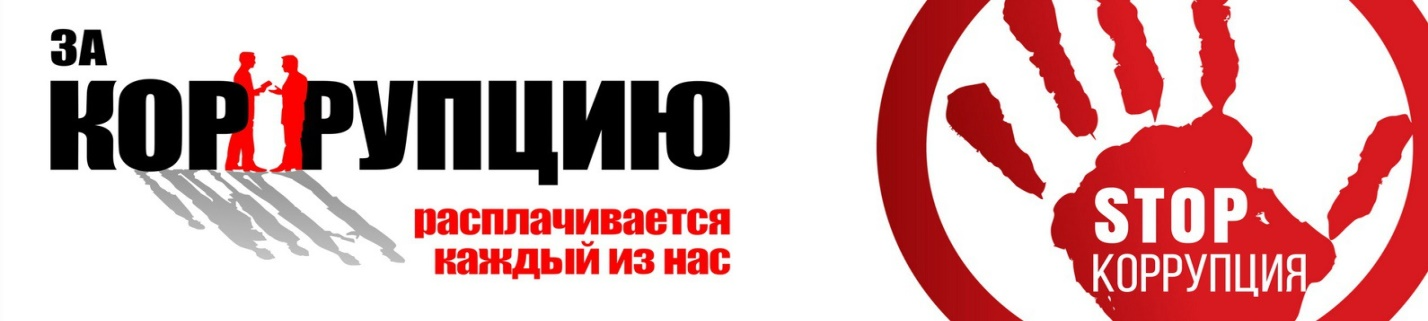 ЗА
КОРРУПЦИЮ
расплачивается
каждый из нас
STOP
КОРРУПЦИЯ